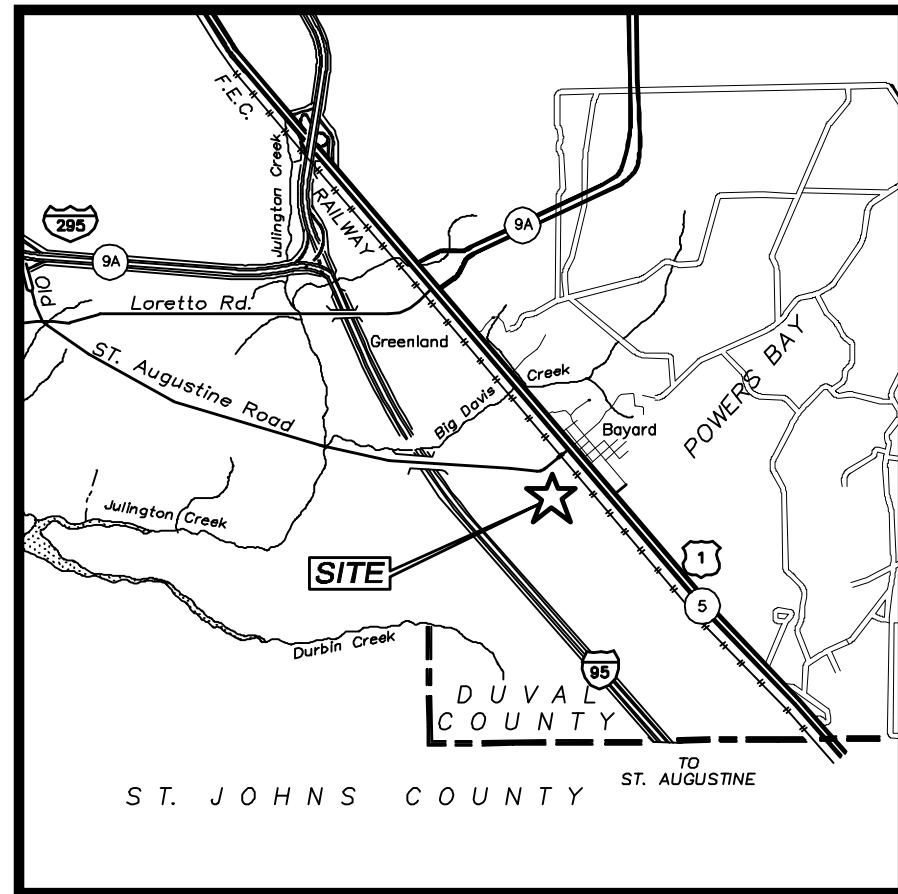 F.E.C.
RAILWAY
Julington Creek
295
9A
9A
Old
Loretto Rd.
ST. Augustine Road
Greenland
Big Davis
Creek
Bayard
POWERS BAY
Julington Creek
SITE
1
5
Durbin Creek
95
DUVAL
COUNTY
TO
ST. AUGUSTINE
ST. JOHNS COUNTY